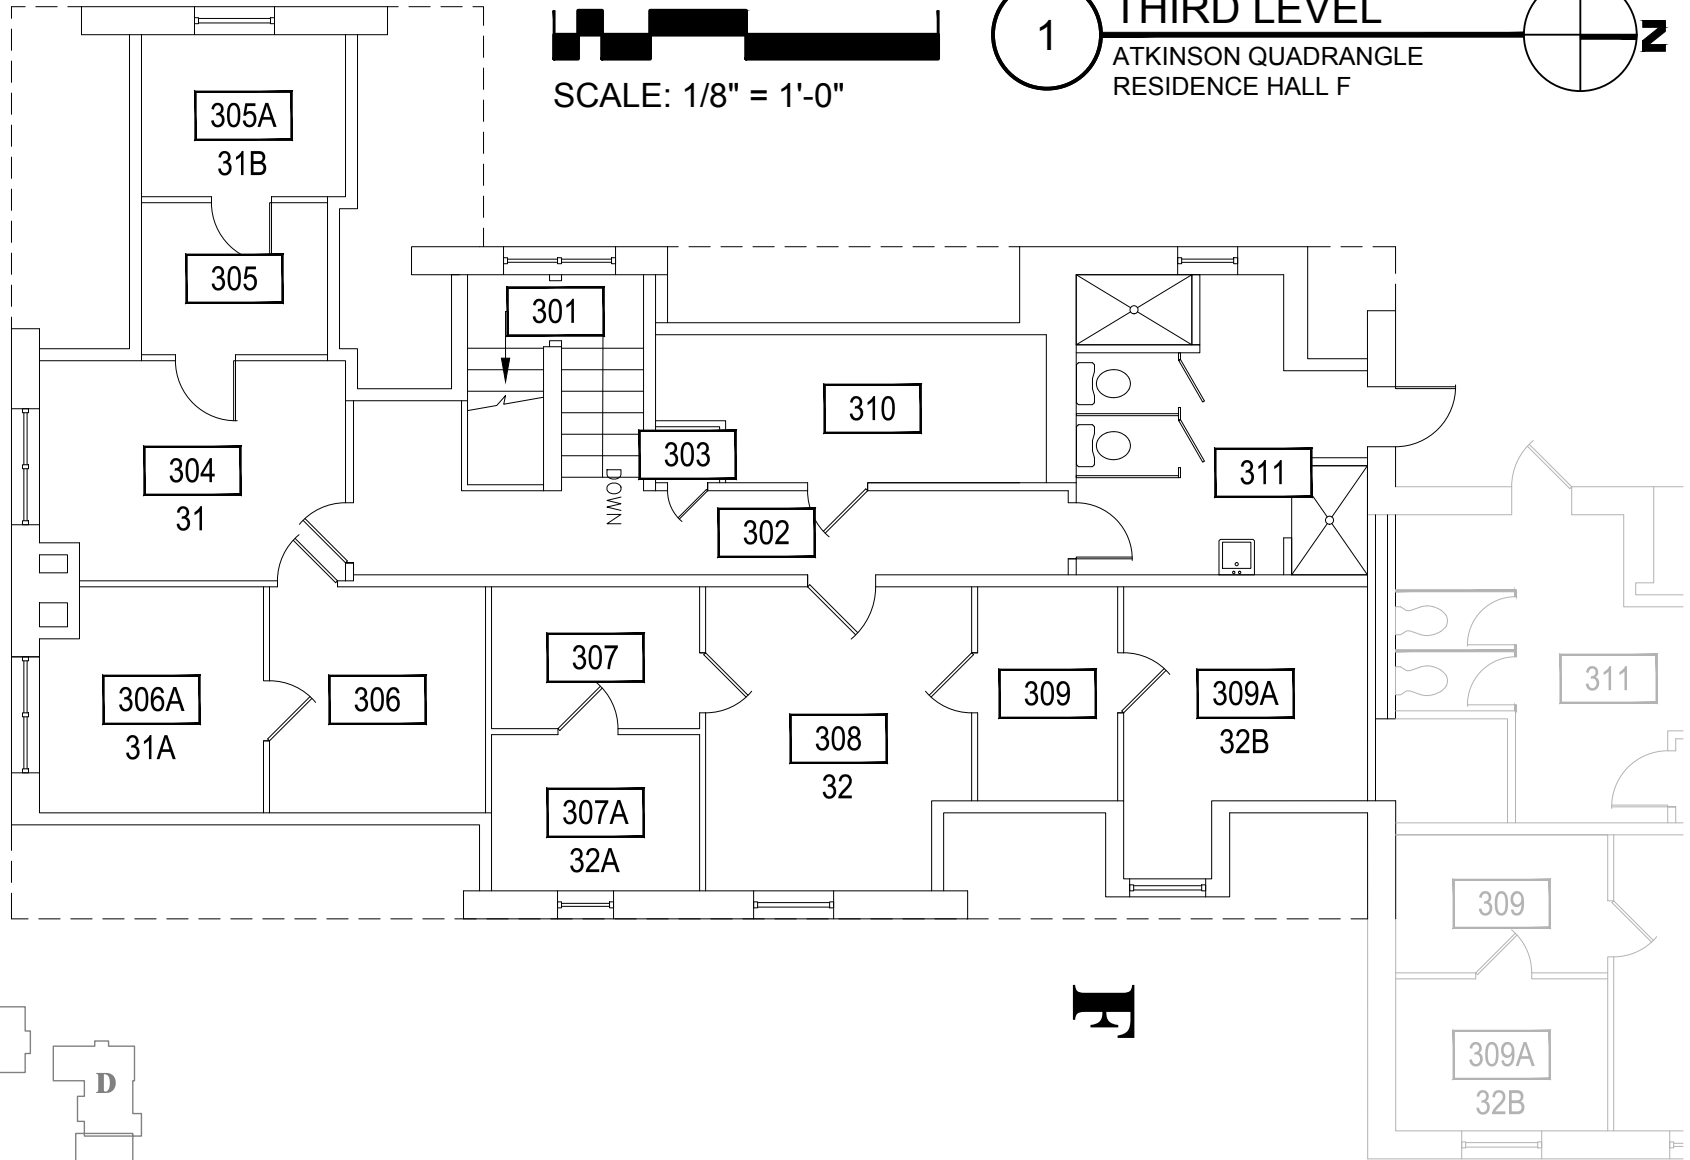 THIRD LEVEL
1
ATKINSON QUADRANGLE
RESIDENCE HALL F
N
SCALE: 1/8" = 1'-0"
305A
31B
305
301
310
303
304
31
311
302
DOWN
307
306A
31A
306
309
309A
32B
308
32
307A
32A
311
309
309A
32B
F
D